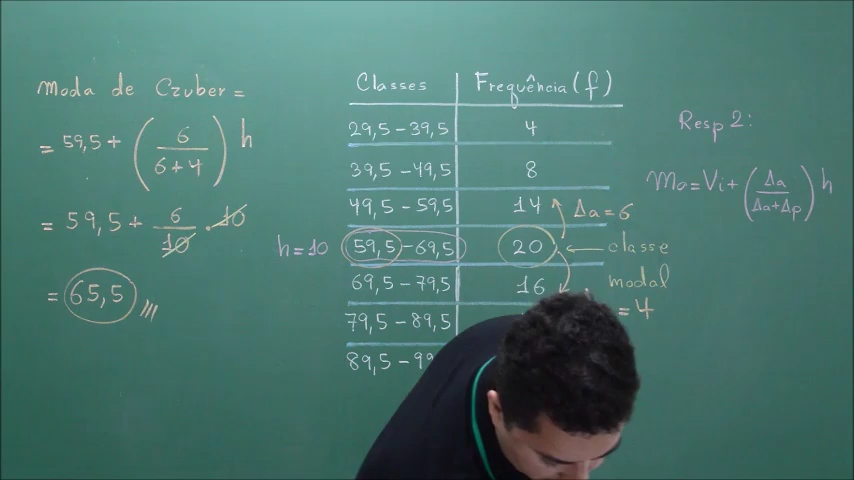 Moda de Czuber =
= 59,5 + ( 6 / 6+4 ) h
= 59,5 + 6 / 10 . 10
= 65,5
Classes Frequência (f)
29,5 - 39,5 4
39,5 - 49,5 8
49,5 - 59,5 14 Δa = 6
h = 10 59,5 - 69,5 20 classe modal
69,5 - 79,5 16
= 4
79,5 - 89,5
89,5 -
Resp 2:
Mo = Vi + ( Δa / Δa + Δp ) h